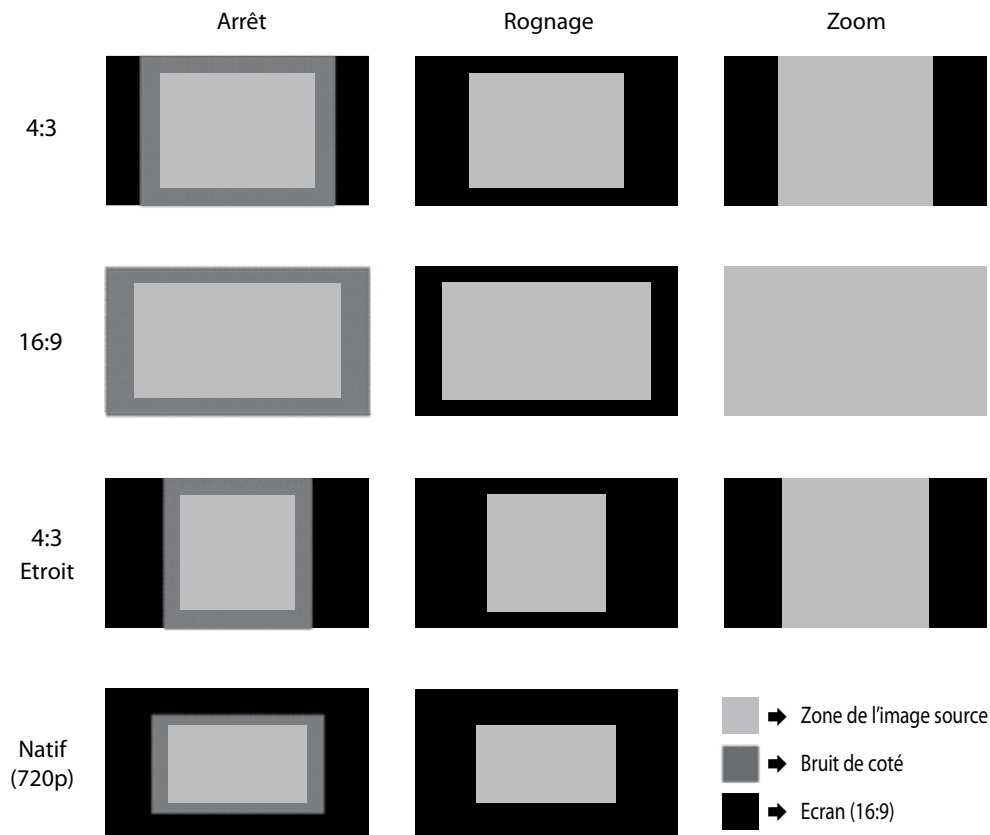 Arrêt
Rognage
Zoom
4:3
16:9
4:3
Etroit
Natif
(720p)
Zone de l’image source
Bruit de coté
Ecran (16:9)